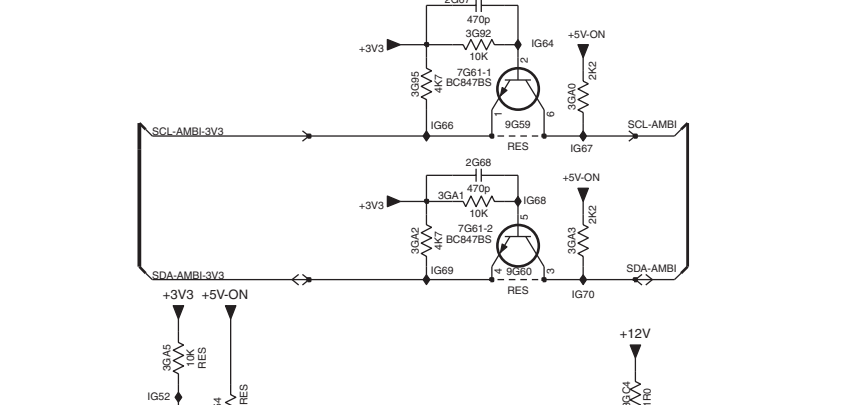 2G67
470p
3G92
+3V3
10K
IG64
+5V-ON
2
3G95
4K7
7G61-1
BC847BS
3GA0
2K2
1
6
IG66
9G59
SCL-AMBI-3V3
SCL-AMBI
RES
IG67
2G68
470p
+5V-ON
3GA1
IG68
+3V3
10K
5
2K2
3GA2
4K7
7G61-2
BC847BS
3GA3
IG69
4
9G60
3
SDA-AMBI-3V3
SDA-AMBI
RES
IG70
+3V3
+5V-ON
+12V
3GA5
10K
RES
IG52
RES
3GC4
1R0